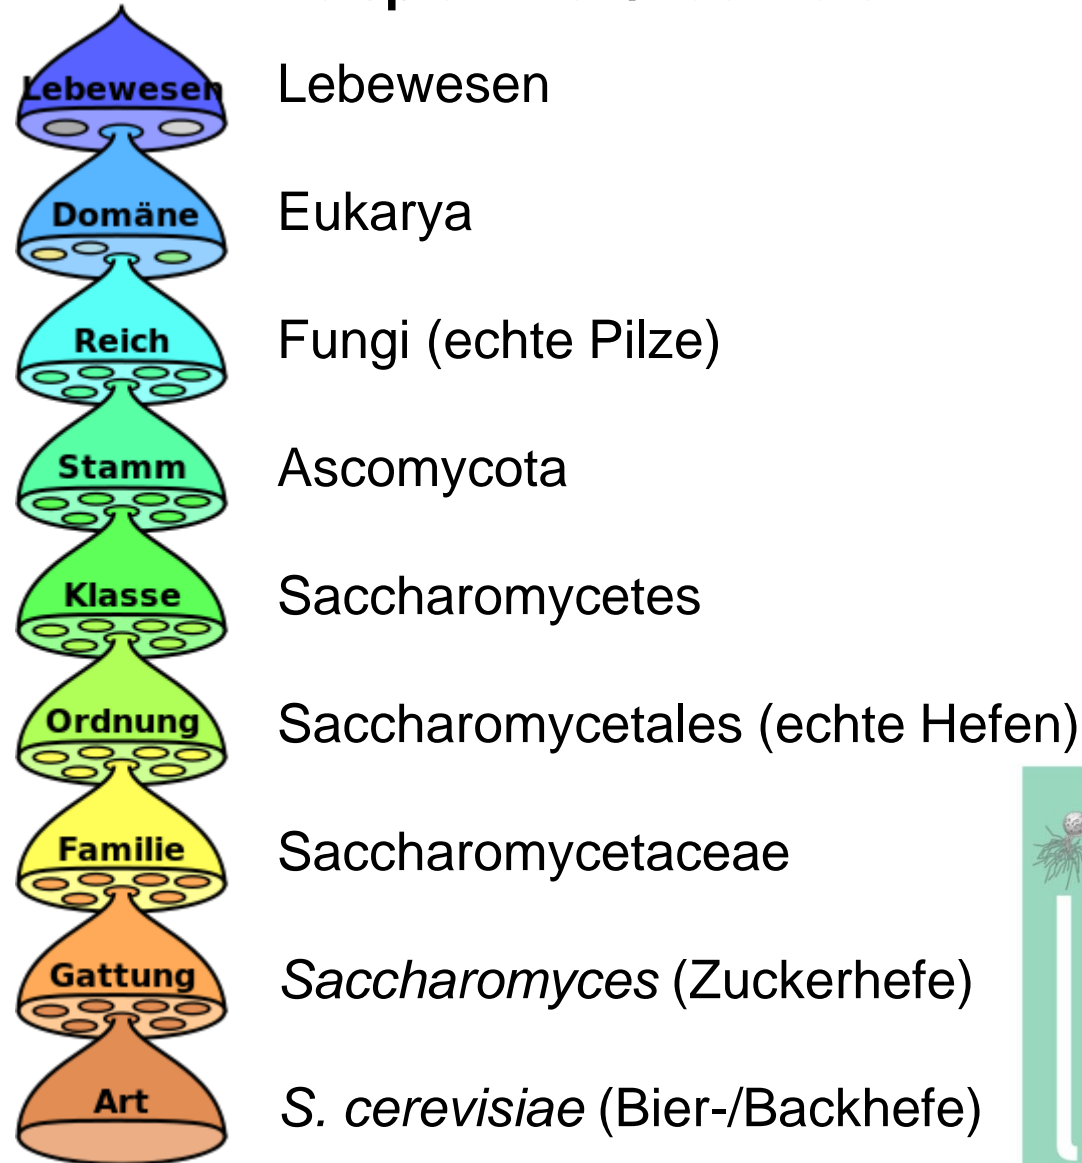 Lebewesen Lebewesen
Domäne Eukarya
Reich Fungi (echte Pilze)
Stamm Ascomycota
Klasse Saccharomycetes
Ordnung Saccharomycetales (echte Hefen)
Familie Saccharomycetaceae
Gattung Saccharomyces (Zuckerhefe)
Art S. cerevisiae (Bier-/Backhefe)